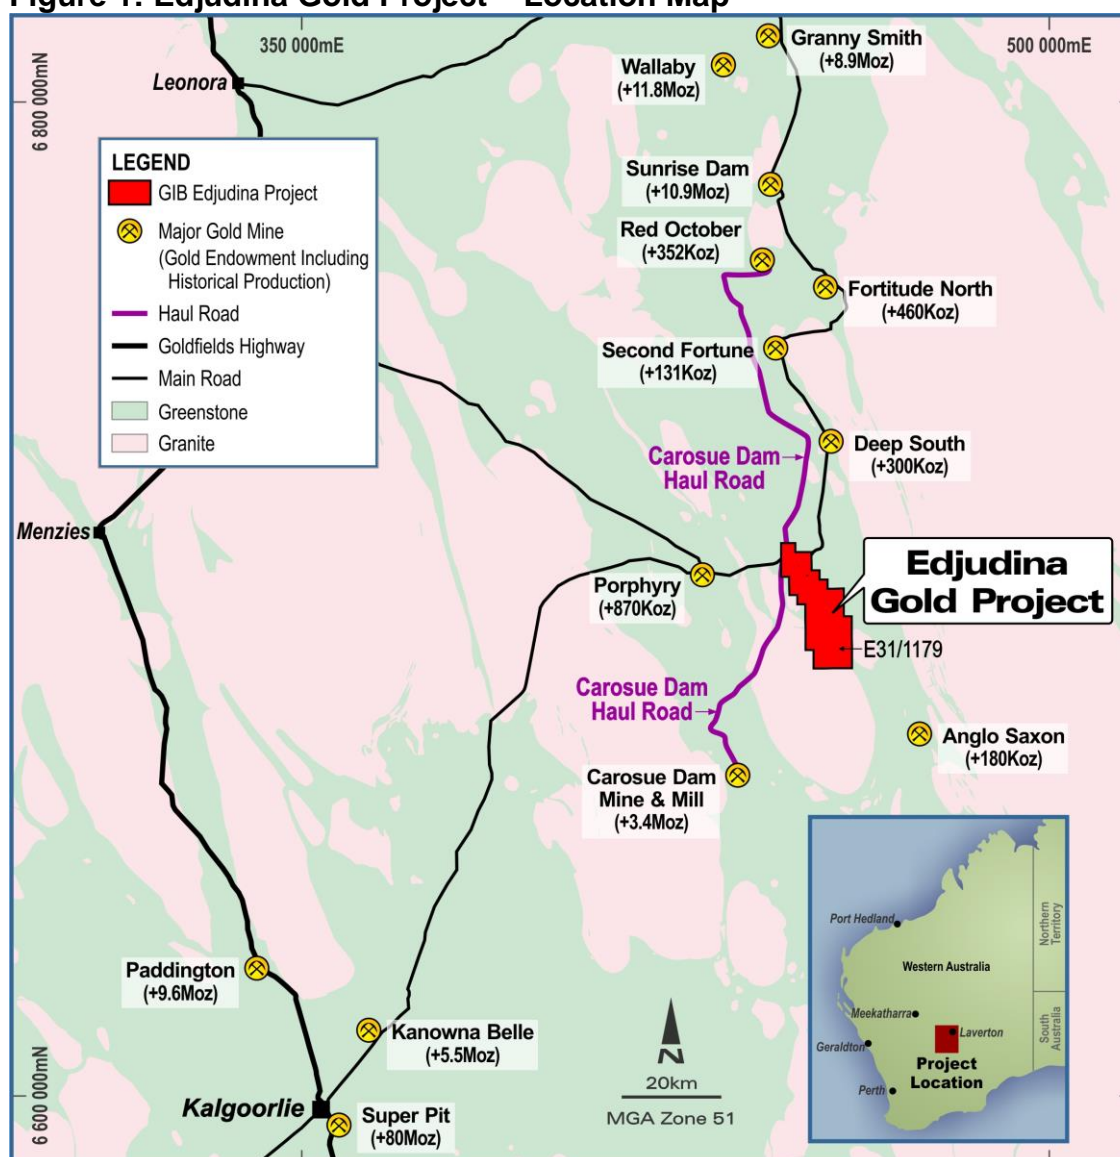 Figure 1: Edjudina Gold Project – Location Map
350 000mE
500 000mE
6 800 000mN
6 600 000mN
Leonora
Granny Smith
(+8.9Moz)
Wallaby
(+11.8Moz)
LEGEND
GIB Edjudina Project
Major Gold Mine
(Gold Endowment Including
Historical Production)
Haul Road
Goldfields Highway
Main Road
Greenstone
Granite
Sunrise Dam
(+10.9Moz)
Red October
(+352Koz)
Fortitude North
(+460Koz)
Second Fortune
(+131Koz)
Carosue Dam
Haul Road
Deep South
(+300Koz)
Menzies
Porphyry
(+870Koz)
Edjudina
Gold Project
E31/1179
Carosue Dam
Haul Road
Anglo Saxon
(+180Koz)
Carosue Dam
Mine & Mill
(+3.4Moz)
Paddington
(+9.6Moz)
Kanowna Belle
(+5.5Moz)
Kalgoorlie
Super Pit
(+80Moz)
N
20km
MGA Zone 51
Port Hedland
Northern
Territory
Western Australia
Meekatharra
Laverton
South
Australia
Geraldton
Project
Location
Perth